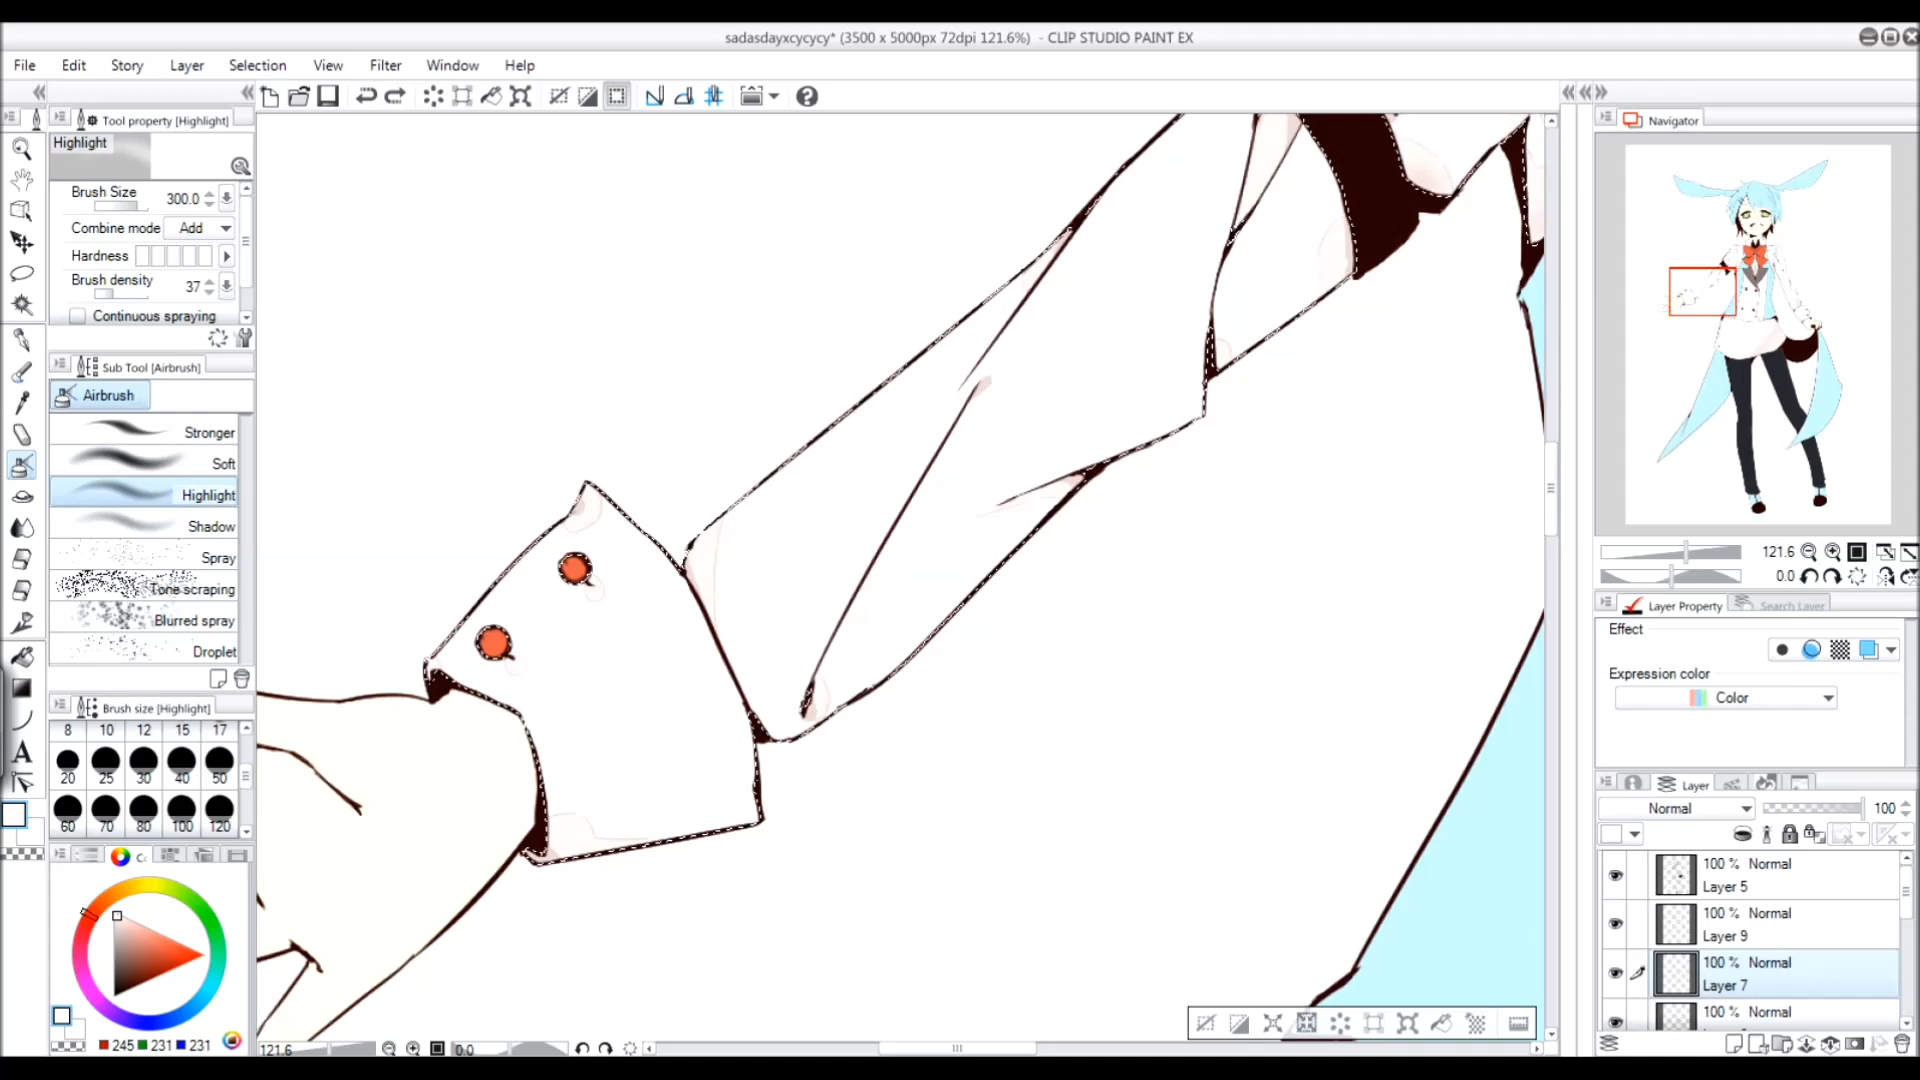 sadasdayxcycycy* (3500 x 5000px 72dpi 121.6%) - CLIP STUDIO PAINT EX
File Edit Story Layer Selection View Filter Window Help
Tool property [Highlight]
Highlight
Brush Size 300.0
Combine mode Add
Hardness
Brush density 37
Continuous spraying
Sub Tool [Airbrush]
Airbrush
Stronger
Soft
Highlight
Shadow
Spray
Tone scraping
Blurred spray
Droplet
Brush size [Highlight]
8 10 12 15 17
20 25 30 40 50
60 70 80 100 120
245 231 231
121.6 0.0
Navigator
121.6
0.0
Layer Property Search Layer
Effect
Expression color
Color
Layer
Normal 100
100 % Normal
Layer 5
100 % Normal
Layer 9
100 % Normal
Layer 7
100 % Normal